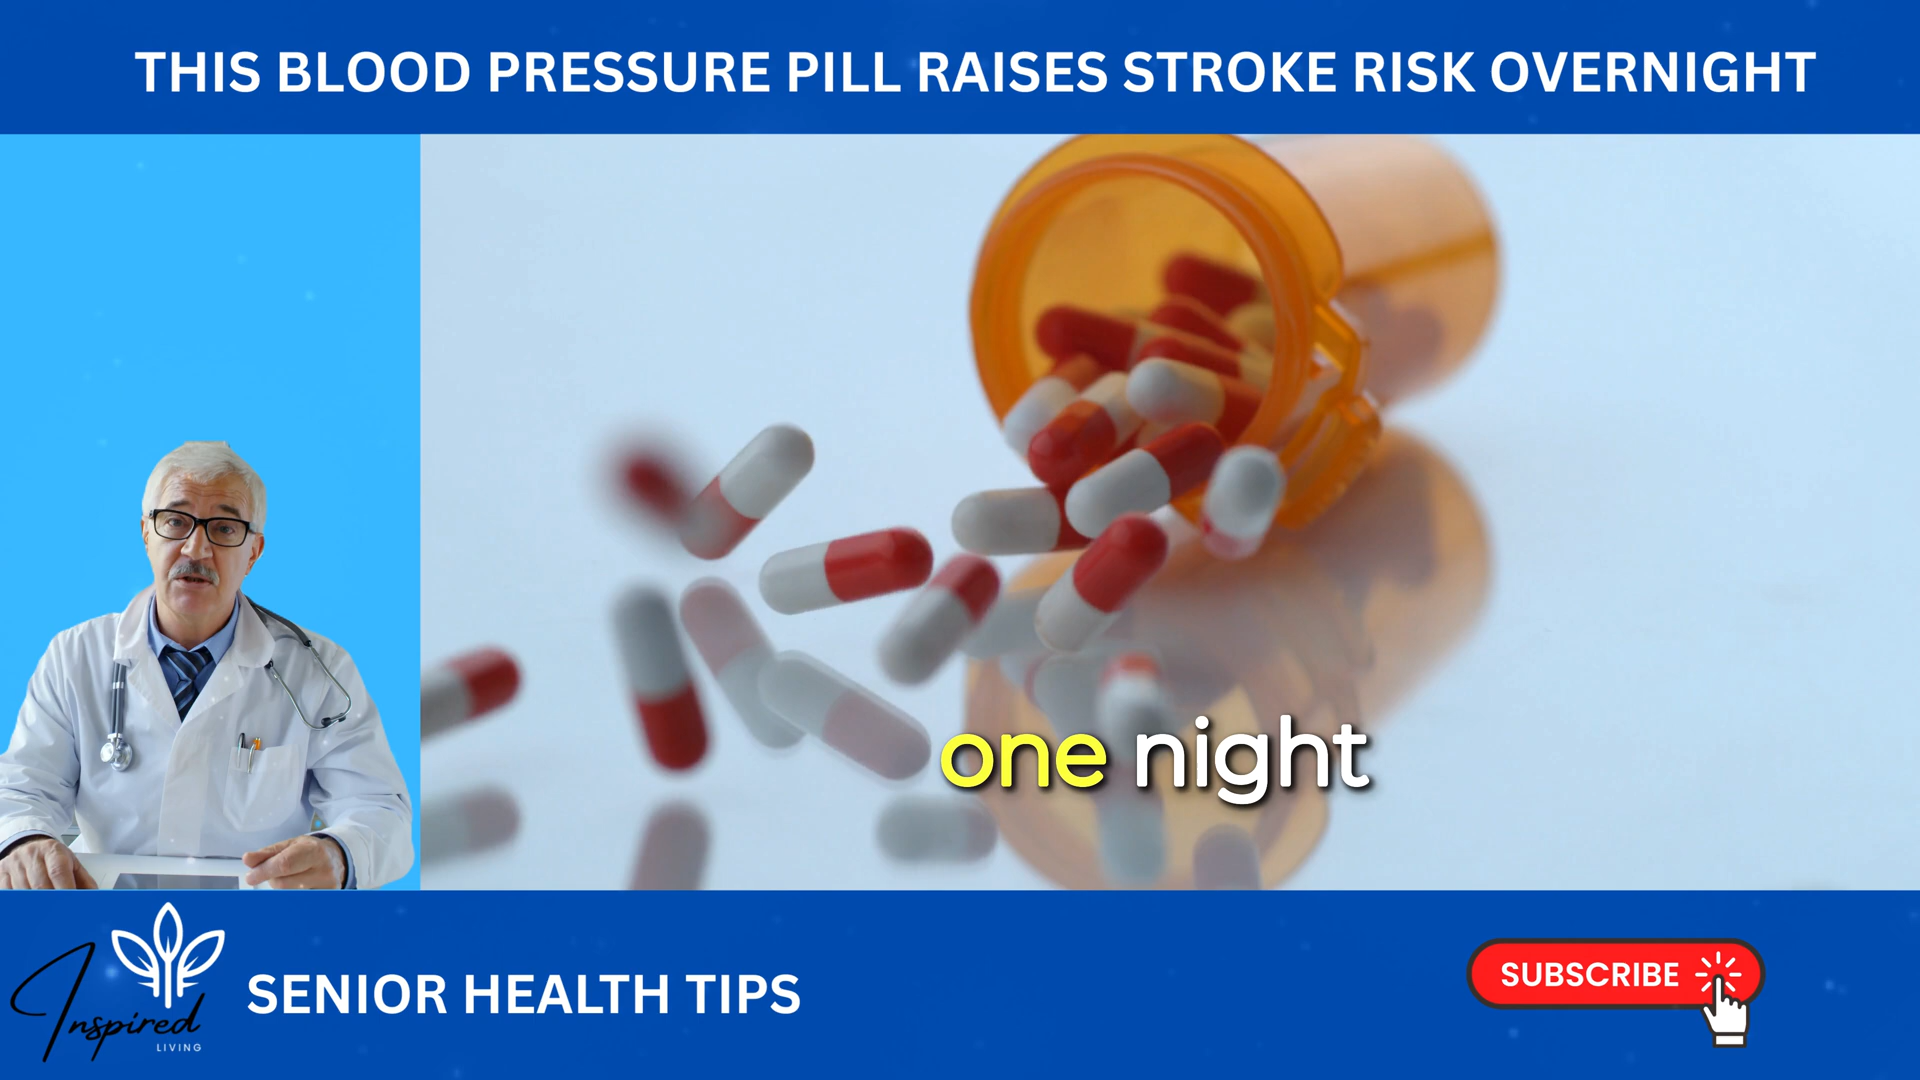 THIS BLOOD PRESSURE PILL RAISES STROKE RISK OVERNIGHT
one night
Inspired
LIVING
SENIOR HEALTH TIPS
SUBSCRIBE